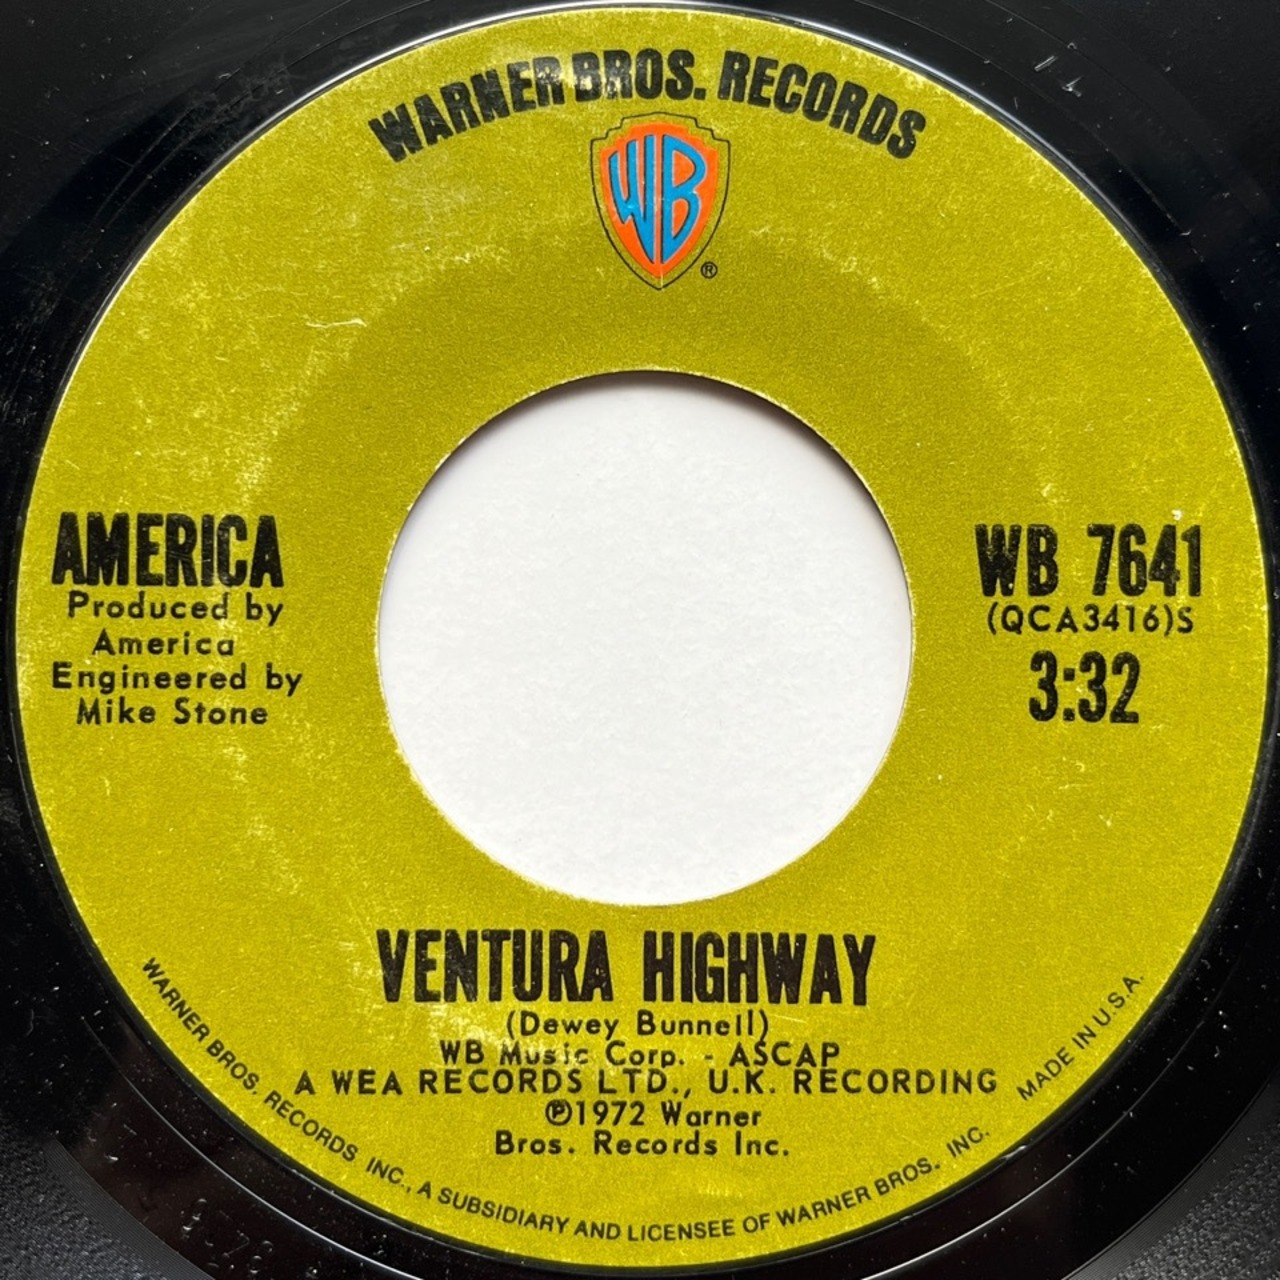 WARNER BROS. RECORDS
WB
®
AMERICA
Produced by
America
Engineered by
Mike Stone
WB 7641
(QCA3416)S
3:32
VENTURA HIGHWAY
(Dewey Bunnell)
WB Music Corp. - ASCAP
A WEA RECORDS LTD., U.K. RECORDING
℗1972 Warner
Bros. Records Inc.
WARNER BROS. RECORDS INC., A SUBSIDIARY AND LICENSEE OF WARNER BROS. INC.
MADE IN U.S.A.